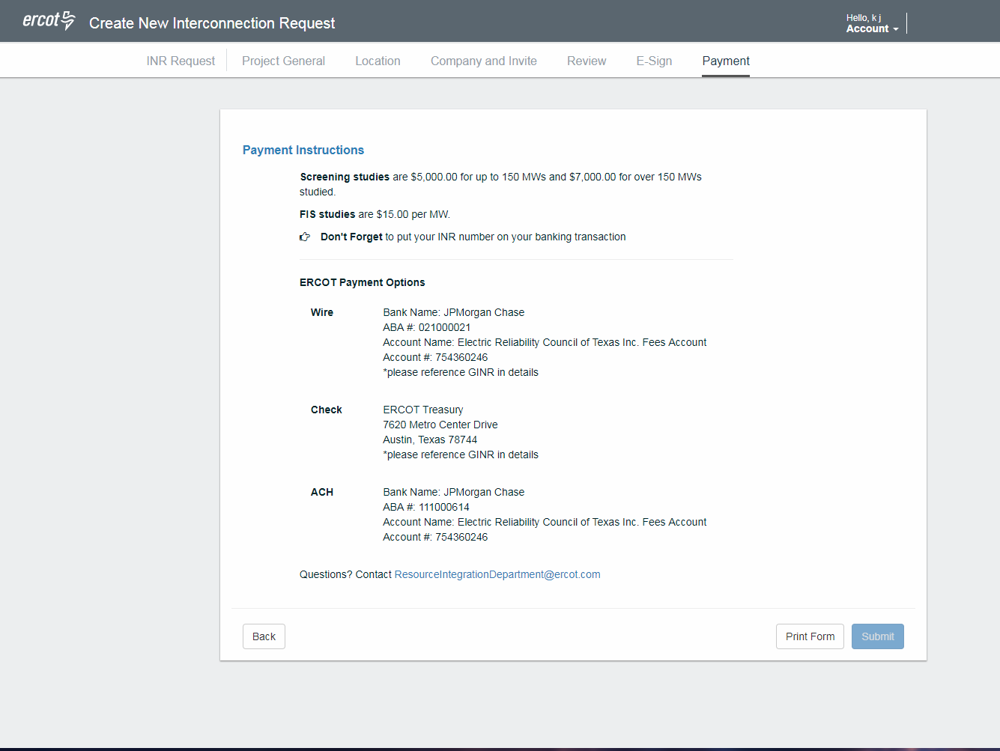 ercot
Create New Interconnection Request
Hello, k j
Account
INR Request
Project General
Location
Company and Invite
Review
E-Sign
Payment
Payment Instructions
Screening studies are $5,000.00 for up to 150 MWs and $7,000.00 for over 150 MWs
studied.
FIS studies are $15.00 per MW.
Don't Forget to put your INR number on your banking transaction
ERCOT Payment Options
Wire
Bank Name: JPMorgan Chase
ABA #: 021000021
Account Name: Electric Reliability Council of Texas Inc. Fees Account
Account #: 754360246
*please reference GINR in details
Check
ERCOT Treasury
7620 Metro Center Drive
Austin, Texas 78744
*please reference GINR in details
ACH
Bank Name: JPMorgan Chase
ABA #: 111000614
Account Name: Electric Reliability Council of Texas Inc. Fees Account
Account #: 754360246
Questions? Contact ResourceIntegrationDepartment@ercot.com
Back
Print Form
Submit